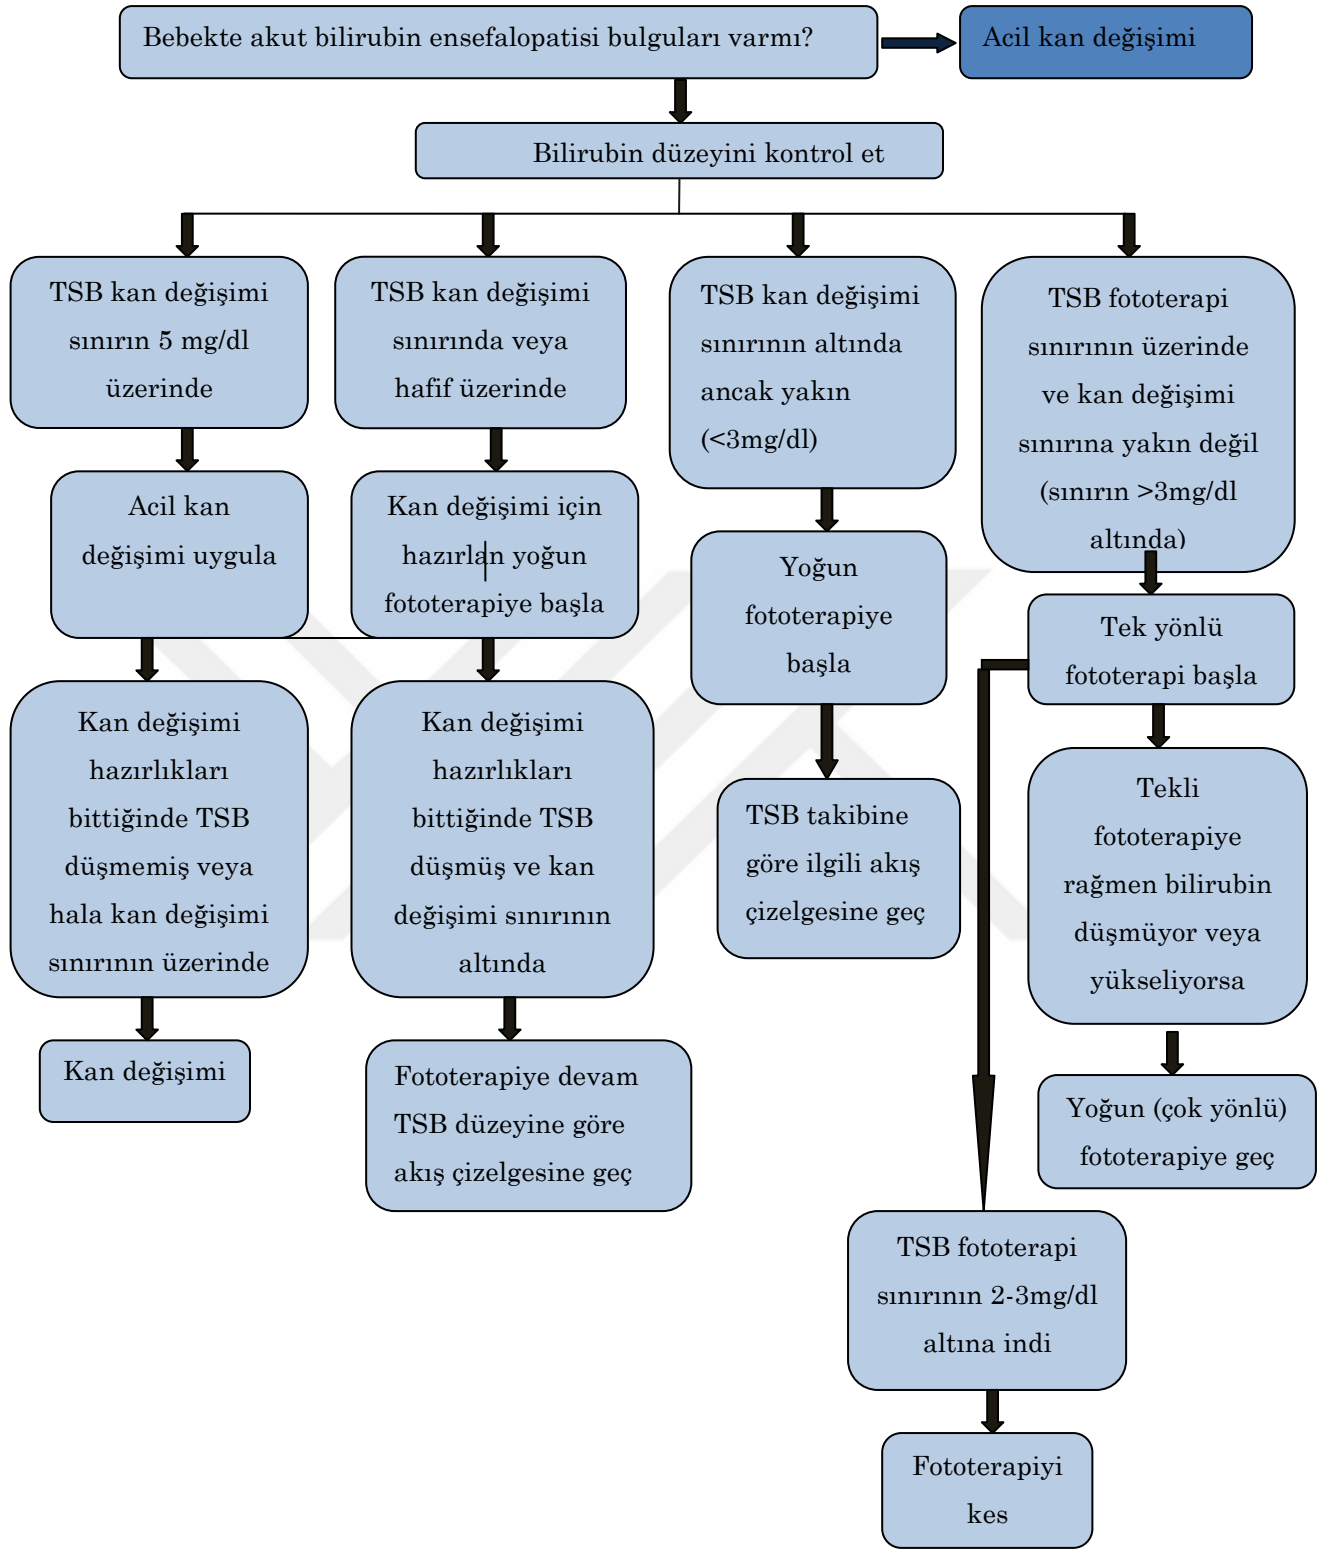 Bebekte akut bilirubin ensefalopatisi bulguları varmı?
Acil kan değişimi
Bilirubin düzeyini kontrol et
TSB kan değişimi
sınırın 5 mg/dl
üzerinde
TSB kan değişimi
sınırında veya
hafif üzerinde
TSB kan değişimi
sınırının altında
ancak yakın
(<3mg/dl)
TSB fototerapi
sınırının üzerinde
ve kan değişimi
sınırına yakın değil
(sınırın >3mg/dl
altında)
Acil kan
değişimi uygula
Kan değişimi için
hazırlan yoğun
fototerapiye başla
Yoğun
fototerapiye
başla
Tek yönlü
fototerapi başla
Kan değişimi
hazırlıkları
bittiğinde TSB
düşmemiş veya
hala kan değişimi
sınırının üzerinde
Kan değişimi
hazırlıkları
bittiğinde TSB
düşmüş ve kan
değişimi sınırının
altında
TSB takibine
göre ilgili akış
çizelgesine geç
Tekli
fototerapiye
rağmen bilirubin
düşmüyor veya
yükseliyorsa
Kan değişimi
Fototerapiye devam
TSB düzeyine göre
akış çizelgesine geç
Yoğun (çok yönlü)
fototerapiye geç
TSB fototerapi
sınırının 2-3mg/dl
altına indi
Fototerapiyi
kes